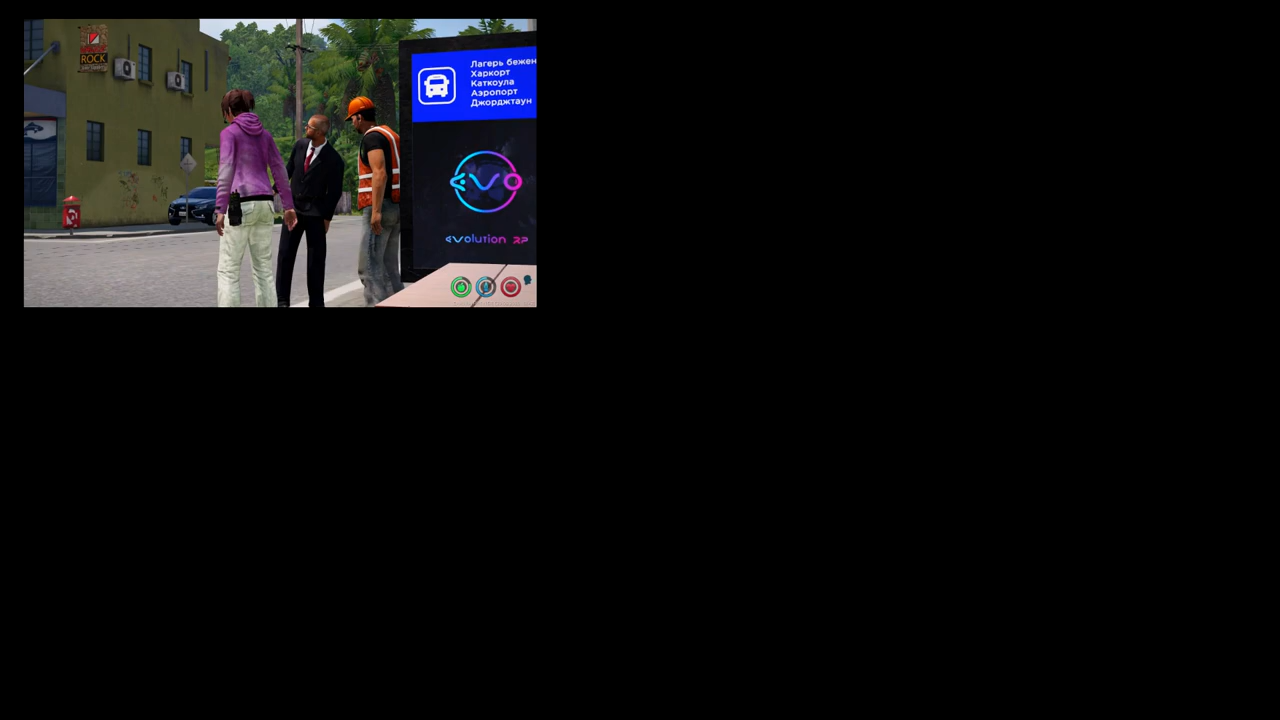 ROCK
Лагерь бежен
Харкорт
Каткоула
Аэропорт
Джорджтаун
evo
evolution RP